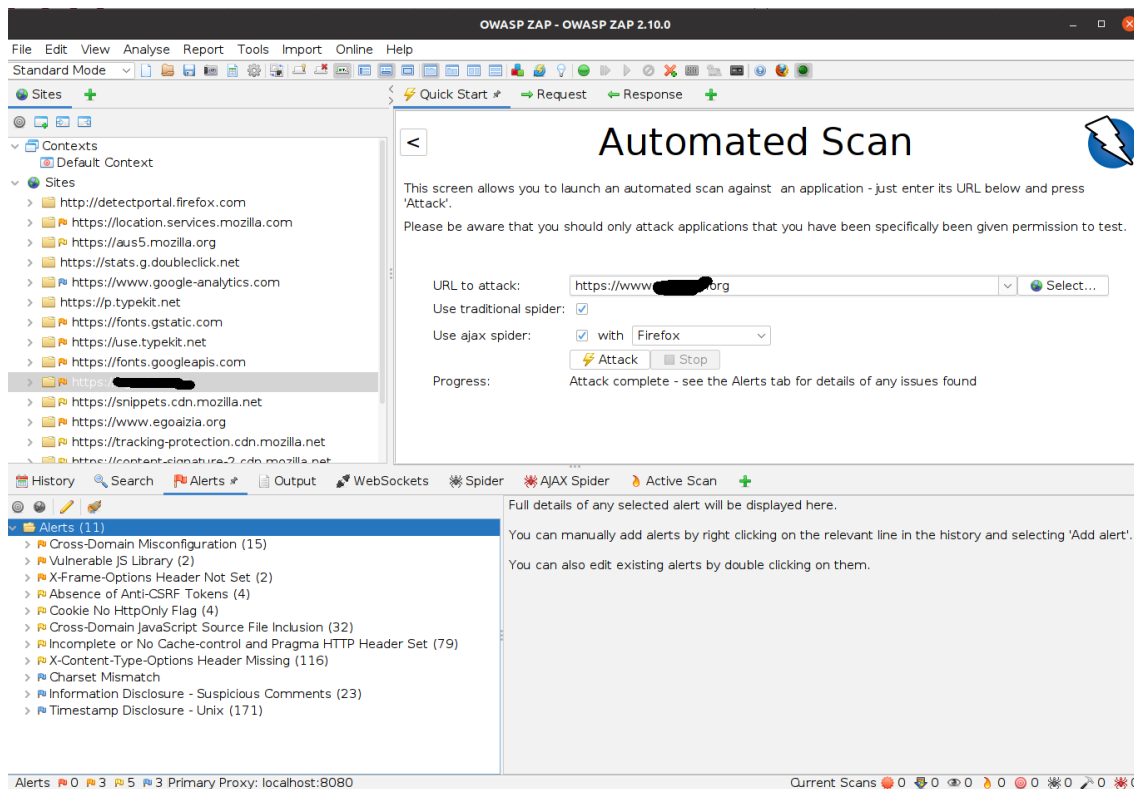 OWASP ZAP - OWASP ZAP 2.10.0
File Edit View Analyse Report Tools Import Online Help
Standard Mode
Sites
Quick Start Request Response
Contexts
Default Context
Sites
http://detectportal.firefox.com
https://location.services.mozilla.com
https://aus5.mozilla.org
https://stats.g.doubleclick.net
https://www.google-analytics.com
https://p.typekit.net
https://fonts.gstatic.com
https://use.typekit.net
https://fonts.googleapis.com
https:/
https://snippets.cdn.mozilla.net
https://www.egoaizia.org
https://tracking-protection.cdn.mozilla.net
https://content-signature-2.cdn.mozilla.net
<
Automated Scan
This screen allows you to launch an automated scan against an application - just enter its URL below and press
'Attack'.
Please be aware that you should only attack applications that you have been specifically been given permission to test.
URL to attack: https://www. org Select...
Use traditional spider:
Use ajax spider: with Firefox
Attack Stop
Progress: Attack complete - see the Alerts tab for details of any issues found
History Search Alerts Output WebSockets Spider AJAX Spider Active Scan
Alerts (11)
Cross-Domain Misconfiguration (15)
Vulnerable JS Library (2)
X-Frame-Options Header Not Set (2)
Absence of Anti-CSRF Tokens (4)
Cookie No HttpOnly Flag (4)
Cross-Domain JavaScript Source File Inclusion (32)
Incomplete or No Cache-control and Pragma HTTP Header Set (79)
X-Content-Type-Options Header Missing (116)
Charset Mismatch
Information Disclosure - Suspicious Comments (23)
Timestamp Disclosure - Unix (171)
Full details of any selected alert will be displayed here.
You can manually add alerts by right clicking on the relevant line in the history and selecting 'Add alert'.
You can also edit existing alerts by double clicking on them.
Alerts 0 3 5 3 Primary Proxy: localhost:8080
Current Scans 0 0 0 0 0 0 0 0